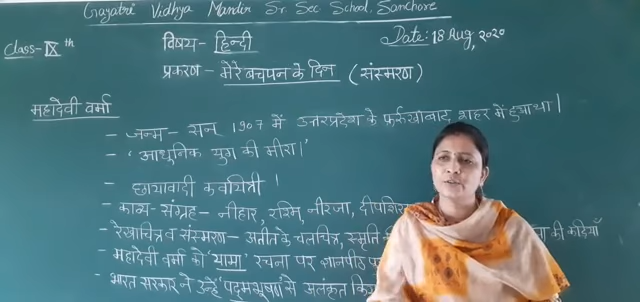 Gayatri Vidhya Mandir Sr. Sec School, Sanchore
Class - IX th
विषय - हिन्दी
Date: 18 Aug, 2020
प्रकरण - मेरे बचपन के दिन (संस्मरण)
महादेवी वर्मा
- जन्म - सन् 1907 में उत्तरप्रदेश के फर्रुखाबाद शहर में हुआ था।
- 'आधुनिक युग की मीरा।'
- छायावादी कवयित्री।
- काव्य-संग्रह - नीहार, रश्मि, नीरजा,
- रेखाचित्र व संस्मरण - अतीत के चलचित्र, स्मृति की कड़ियाँ
- महादेवी वर्मा को 'यामा' रचना पर ज्ञानपीठ
- भारत सरकार ने उन्हें 'पद्मभूषण' से अलंकृत